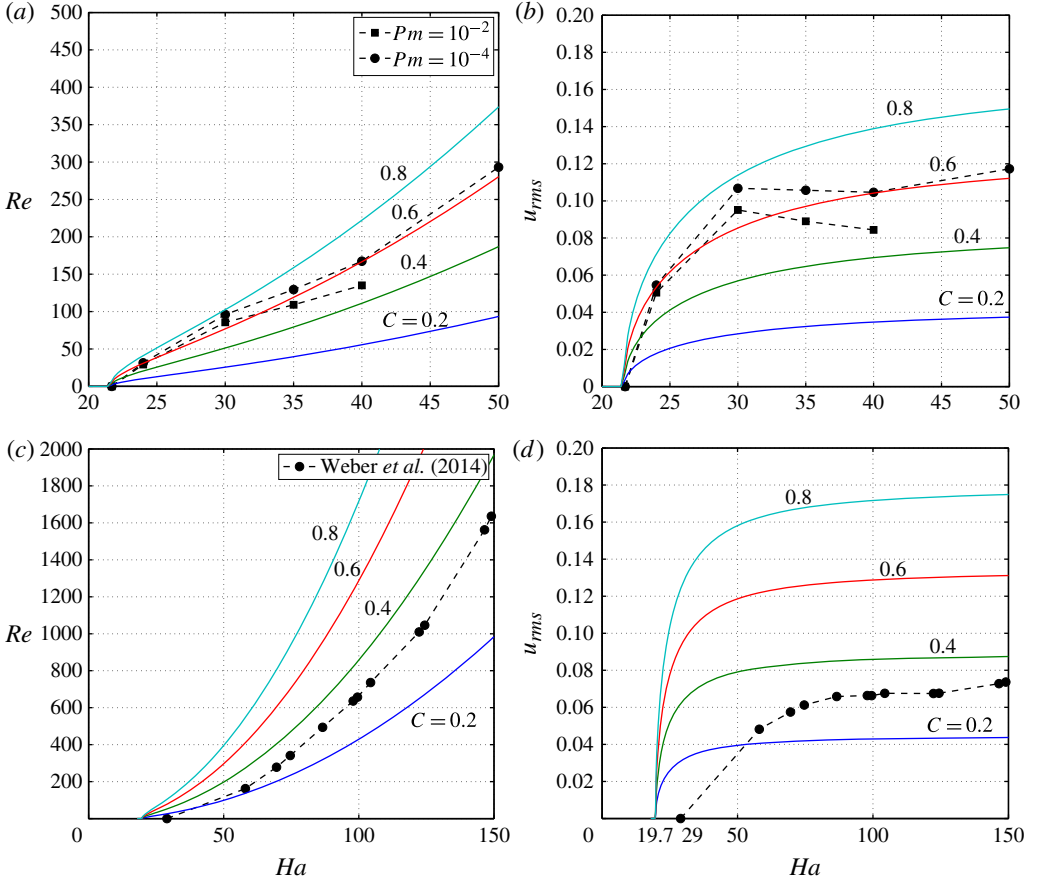 (a)
500
450
400
350
300
250
200
150
100
50
0
Re
Pm = 10⁻²
Pm = 10⁻⁴
0.8
0.6
0.4
C = 0.2
20 25 30 35 40 45 50
(b)
0.20
0.18
0.16
0.14
0.12
0.10
0.08
0.06
0.04
0.02
0
u_rms
0.8
0.6
0.4
C = 0.2
20 25 30 35 40 45 50
(c)
2000
1800
1600
1400
1200
1000
800
600
400
200
Re
Weber et al. (2014)
0.8
0.6
0.4
C = 0.2
0 50 100 150
Ha
(d)
0.20
0.18
0.16
0.14
0.12
0.10
0.08
0.06
0.04
0.02
u_rms
0.8
0.6
0.4
C = 0.2
0 19.7 29 50 100 150
Ha